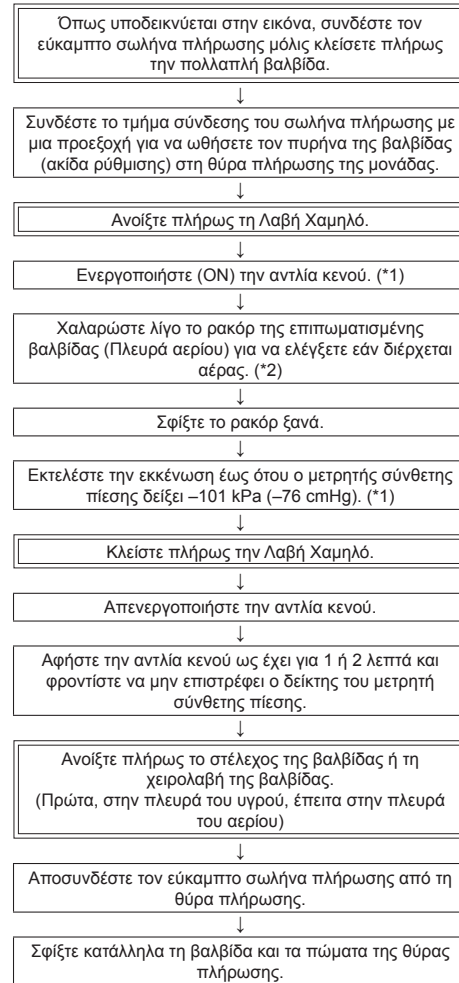 Όπως υποδεικνύεται στην εικόνα, συνδέστε τον
εύκαμπτο σωλήνα πλήρωσης μόλις κλείσετε πλήρως
την πολλαπλή βαλβίδα.
↓
Συνδέστε το τμήμα σύνδεσης του σωλήνα πλήρωσης με
μια προεξοχή για να ωθήσετε τον πυρήνα της βαλβίδας
(ακίδα ρύθμισης) στη θύρα πλήρωσης της μονάδας.
↓
Ανοίξτε πλήρως τη Λαβή Χαμηλό.
↓
Ενεργοποιήστε (ON) την αντλία κενού. (*1)
↓
Χαλαρώστε λίγο το ρακόρ της επιπωματισμένης
βαλβίδας (Πλευρά αερίου) για να ελέγξετε εάν διέρχεται
αέρας. (*2)
↓
Σφίξτε το ρακόρ ξανά.
↓
Εκτελέστε την εκκένωση έως ότου ο μετρητής σύνθετης
πίεσης δείξει –101 kPa (–76 cmHg). (*1)
↓
Κλείστε πλήρως την Λαβή Χαμηλό.
↓
Απενεργοποιήστε την αντλία κενού.
↓
Αφήστε την αντλία κενού ως έχει για 1 ή 2 λεπτά και
φροντίστε να μην επιστρέφει ο δείκτης του μετρητή
σύνθετης πίεσης.
↓
Ανοίξτε πλήρως το στέλεχος της βαλβίδας ή τη
χειρολαβή της βαλβίδας.
(Πρώτα, στην πλευρά του υγρού, έπειτα στην πλευρά
του αερίου)
↓
Αποσυνδέστε τον εύκαμπτο σωλήνα πλήρωσης από τη
θύρα πλήρωσης.
↓
Σφίξτε κατάλληλα τη βαλβίδα και τα πώματα της θύρας
πλήρωσης.